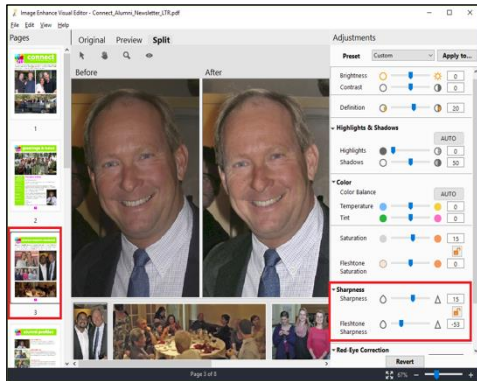 Image Enhance Visual Editor - Connect_Alumni_Newsletter_LTR.pdf
File Edit View Help
Pages
Original Preview Split
Adjustments
Preset Custom Apply to...
Before After
connect
1
2
3
Brightness 0
Contrast 0
Definition 20
Highlights & Shadows
AUTO
Highlights 0
Shadows 50
Color
Color Balance AUTO
Temperature 0
Tint 0
Saturation 15
Fleshtone
Saturation 0
Sharpness
Sharpness 15
Fleshtone
Sharpness -53
Red-Eye Correction
Revert
Page 3 of 8
67%